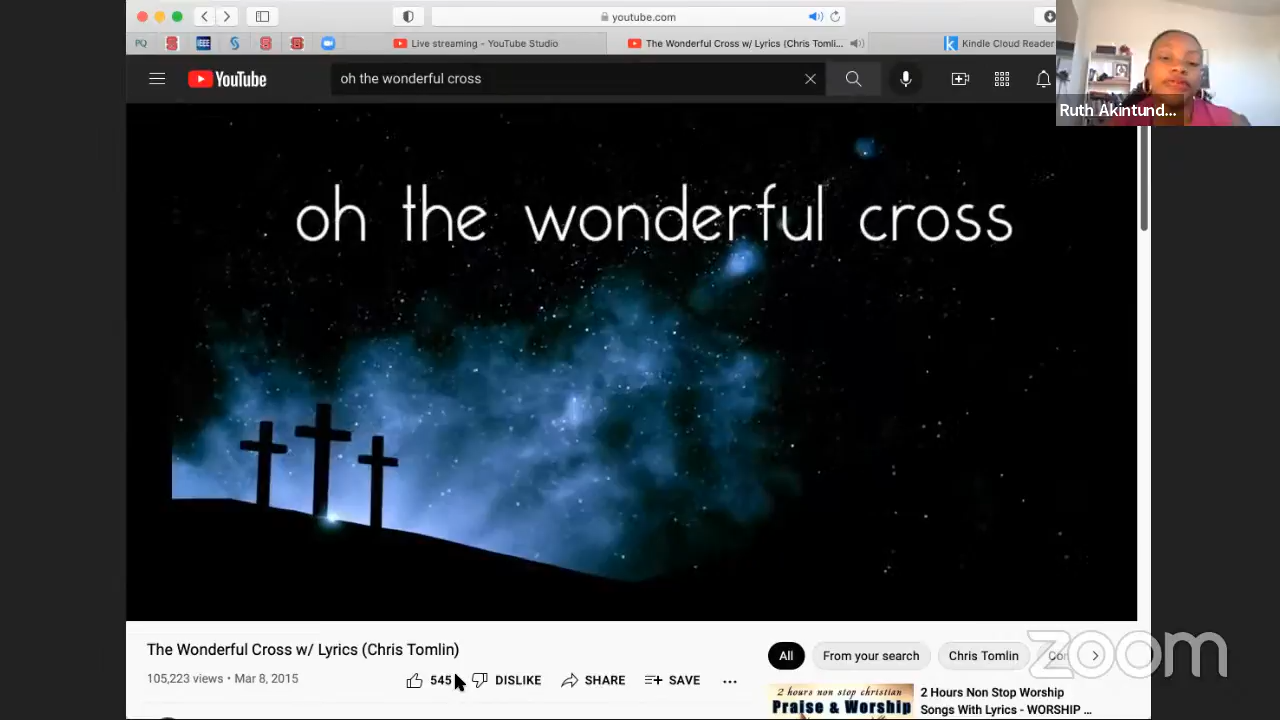 youtube.com
PQ
IEEE
Live streaming - YouTube Studio
The Wonderful Cross w/ Lyrics (Chris Tomli...
Kindle Cloud Reader
YouTube
oh the wonderful cross
Ruth Akintund...
oh the wonderful cross
The Wonderful Cross w/ Lyrics (Chris Tomlin)
105,223 views • Mar 8, 2015
545
DISLIKE
SHARE
SAVE
All
From your search
Chris Tomlin
zoom
2 hours non stop christian
Praise & Worship
2 Hours Non Stop Worship
Songs With Lyrics - WORSHIP ...